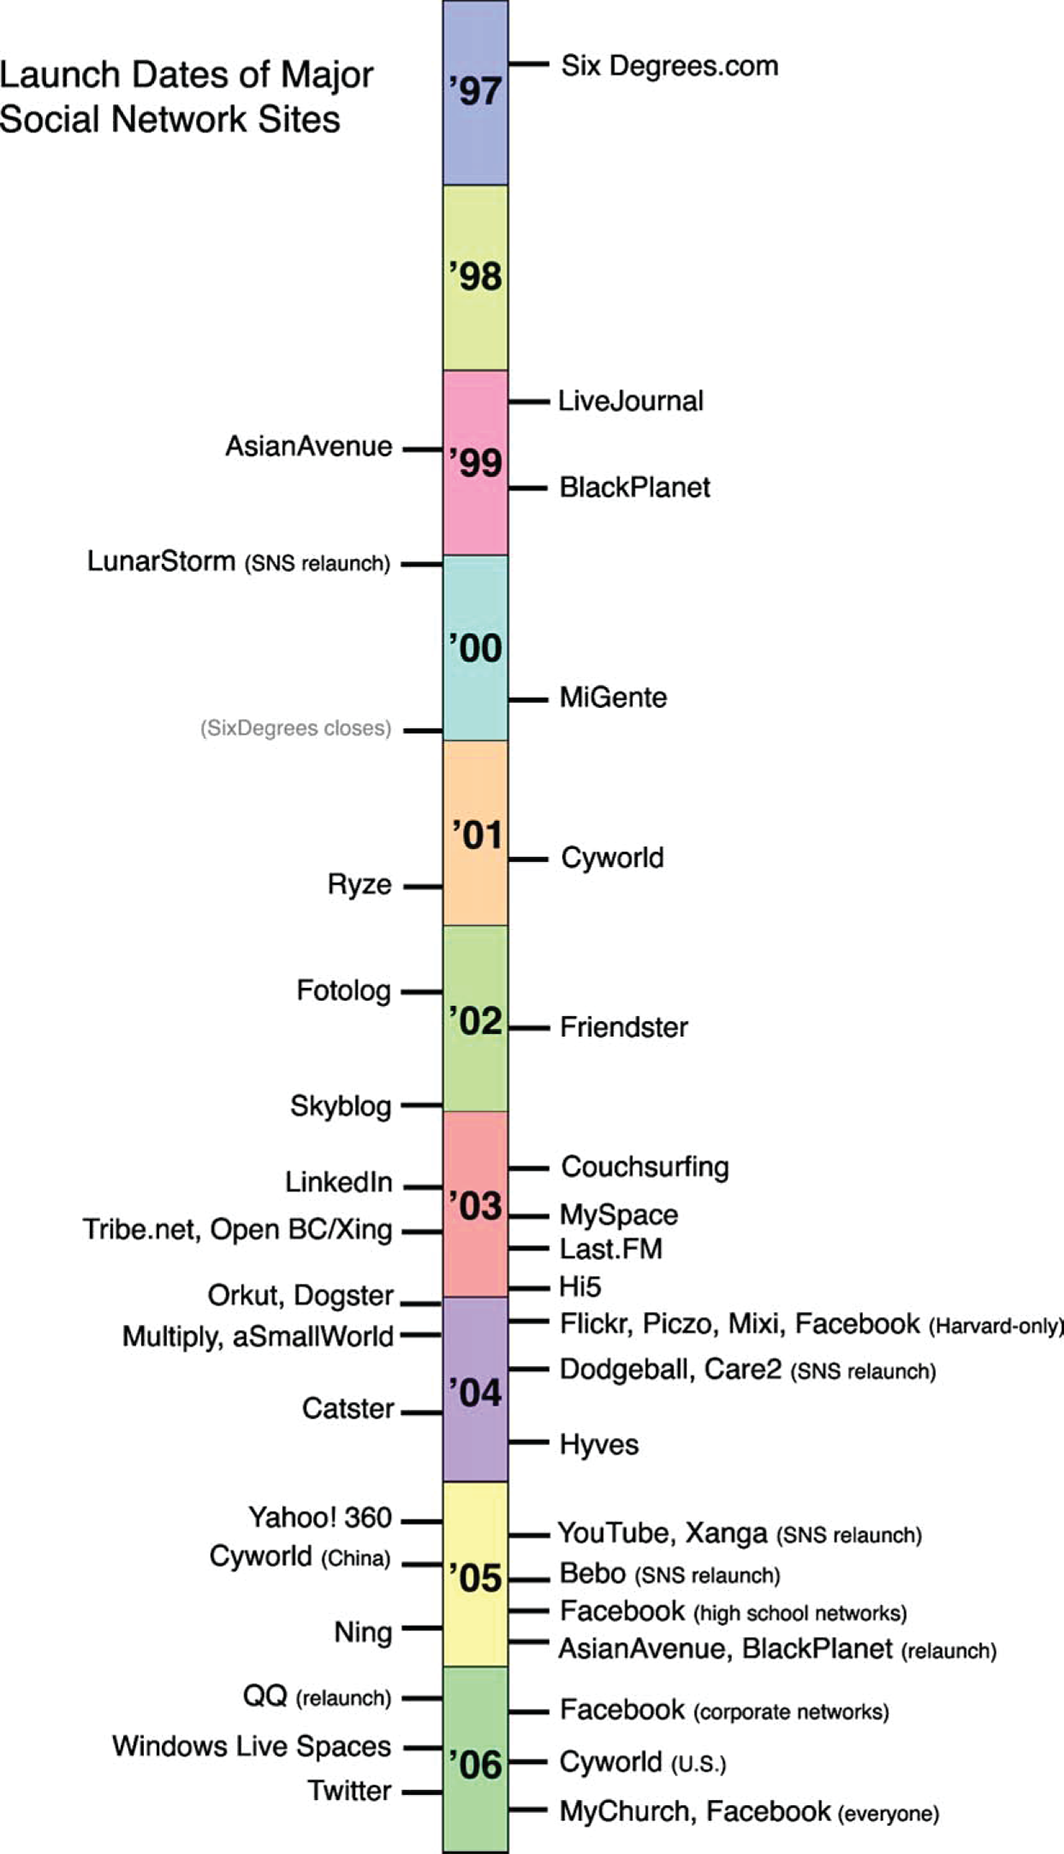 Launch Dates of Major
Social Network Sites
’97
Six Degrees.com
’98
’99
LiveJournal
AsianAvenue
BlackPlanet
’00
LunarStorm (SNS relaunch)
MiGente
(SixDegrees closes)
’01
Cyworld
Ryze
’02
Fotolog
Friendster
Skyblog
’03
Couchsurfing
LinkedIn
MySpace
Tribe.net, Open BC/Xing
Last.FM
Hi5
’04
Orkut, Dogster
Flickr, Piczo, Mixi, Facebook (Harvard-only)
Multiply, aSmallWorld
Dodgeball, Care2 (SNS relaunch)
Catster
Hyves
’05
Yahoo! 360
YouTube, Xanga (SNS relaunch)
Cyworld (China)
Bebo (SNS relaunch)
Facebook (high school networks)
Ning
AsianAvenue, BlackPlanet (relaunch)
’06
QQ (relaunch)
Facebook (corporate networks)
Windows Live Spaces
Cyworld (U.S.)
Twitter
MyChurch, Facebook (everyone)